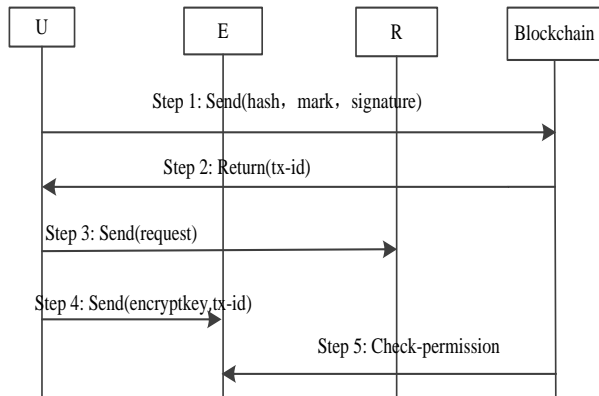 U
E
R
Blockchain
Step 1: Send(hash，mark，signature)
Step 2: Return(tx-id)
Step 3: Send(request)
Step 4: Send(encryptkey,tx-id)
Step 5: Check-permission